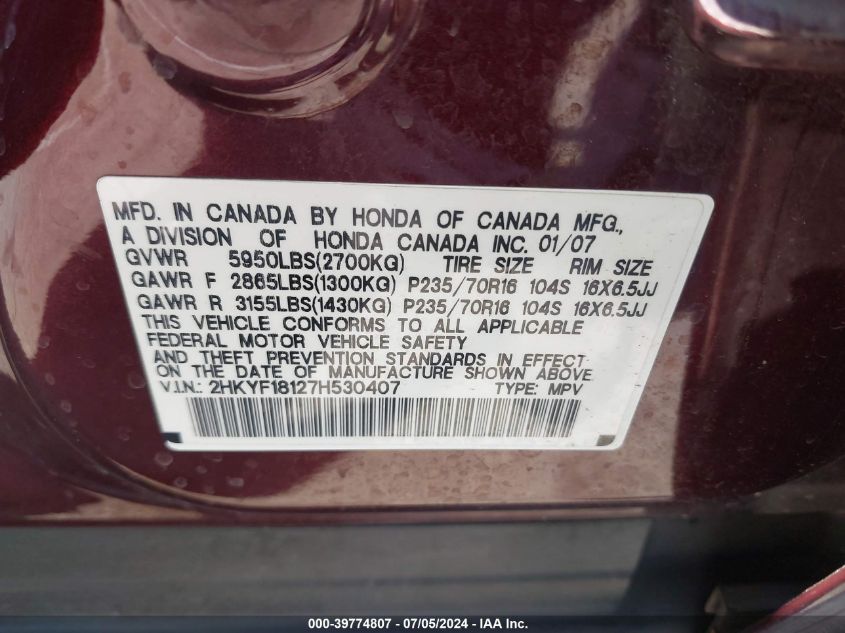 MFD. IN CANADA BY HONDA OF CANADA MFG.,
A DIVISION OF HONDA CANADA INC. 01/07
GVWR 5950LBS(2700KG) TIRE SIZE RIM SIZE
GAWR F 2865LBS(1300KG) P235/70R16 104S 16X6.5JJ
GAWR R 3155LBS(1430KG) P235/70R16 104S 16X6.5JJ
THIS VEHICLE CONFORMS TO ALL APPLICABLE
FEDERAL MOTOR VEHICLE SAFETY
AND THEFT PREVENTION STANDARDS IN EFFECT
ON THE DATE OF MANUFACTURE SHOWN ABOVE
V.I.N.: 2HKYF18127H530407 TYPE: MPV
000-39774807 - 07/05/2024 - IAA Inc.